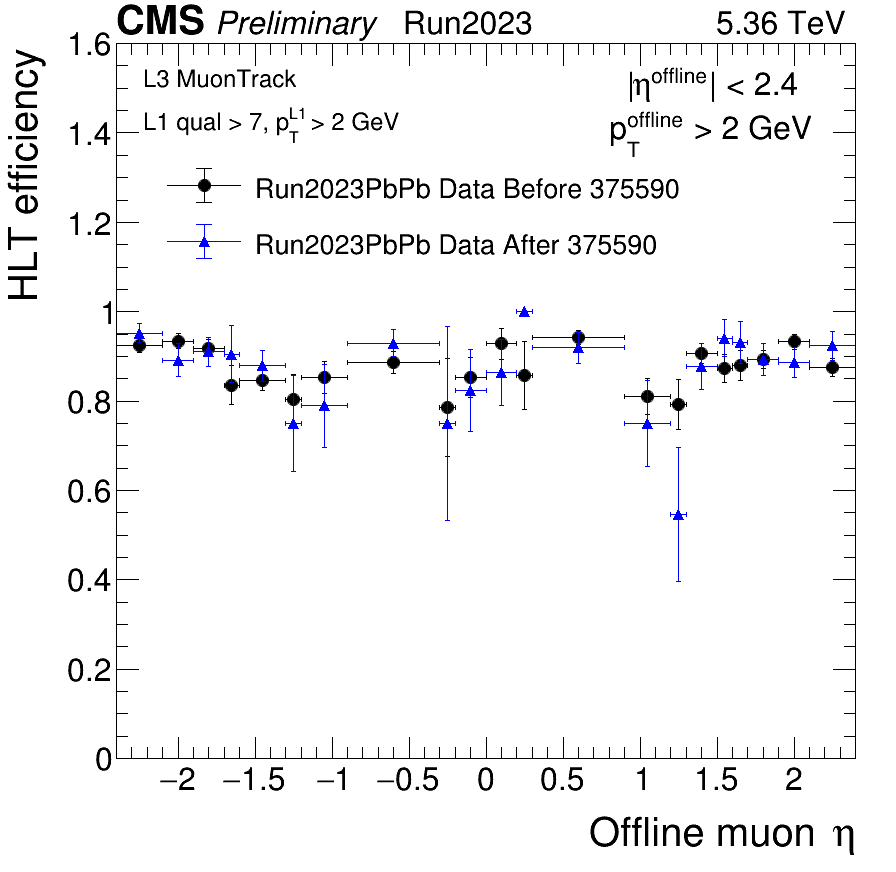 CMS Preliminary Run2023 5.36 TeV
L3 MuonTrack
|η^offline| < 2.4
L1 qual > 7, p_T^L1 > 2 GeV
p_T^offline > 2 GeV
Run2023PbPb Data Before 375590
Run2023PbPb Data After 375590
HLT efficiency
1.6
1.4
1.2
1
0.8
0.6
0.4
0.2
0
−2 −1.5 −1 −0.5 0 0.5 1 1.5 2
Offline muon η